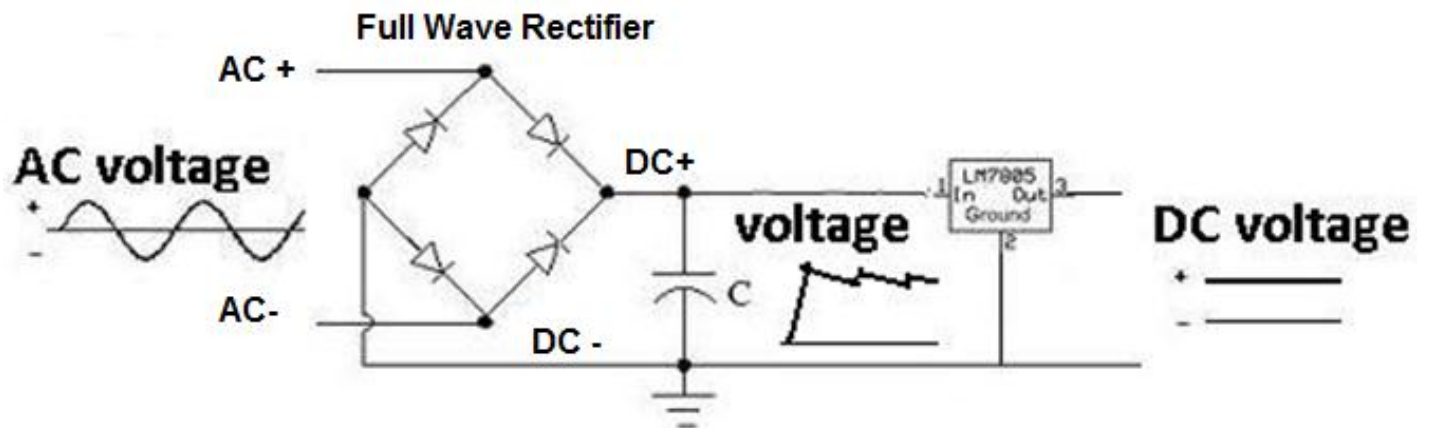 Full Wave Rectifier
AC +
AC voltage
+
-
AC-
DC+
DC -
C
voltage
LM7805
1 In Out 3
Ground
2
DC voltage
+
-